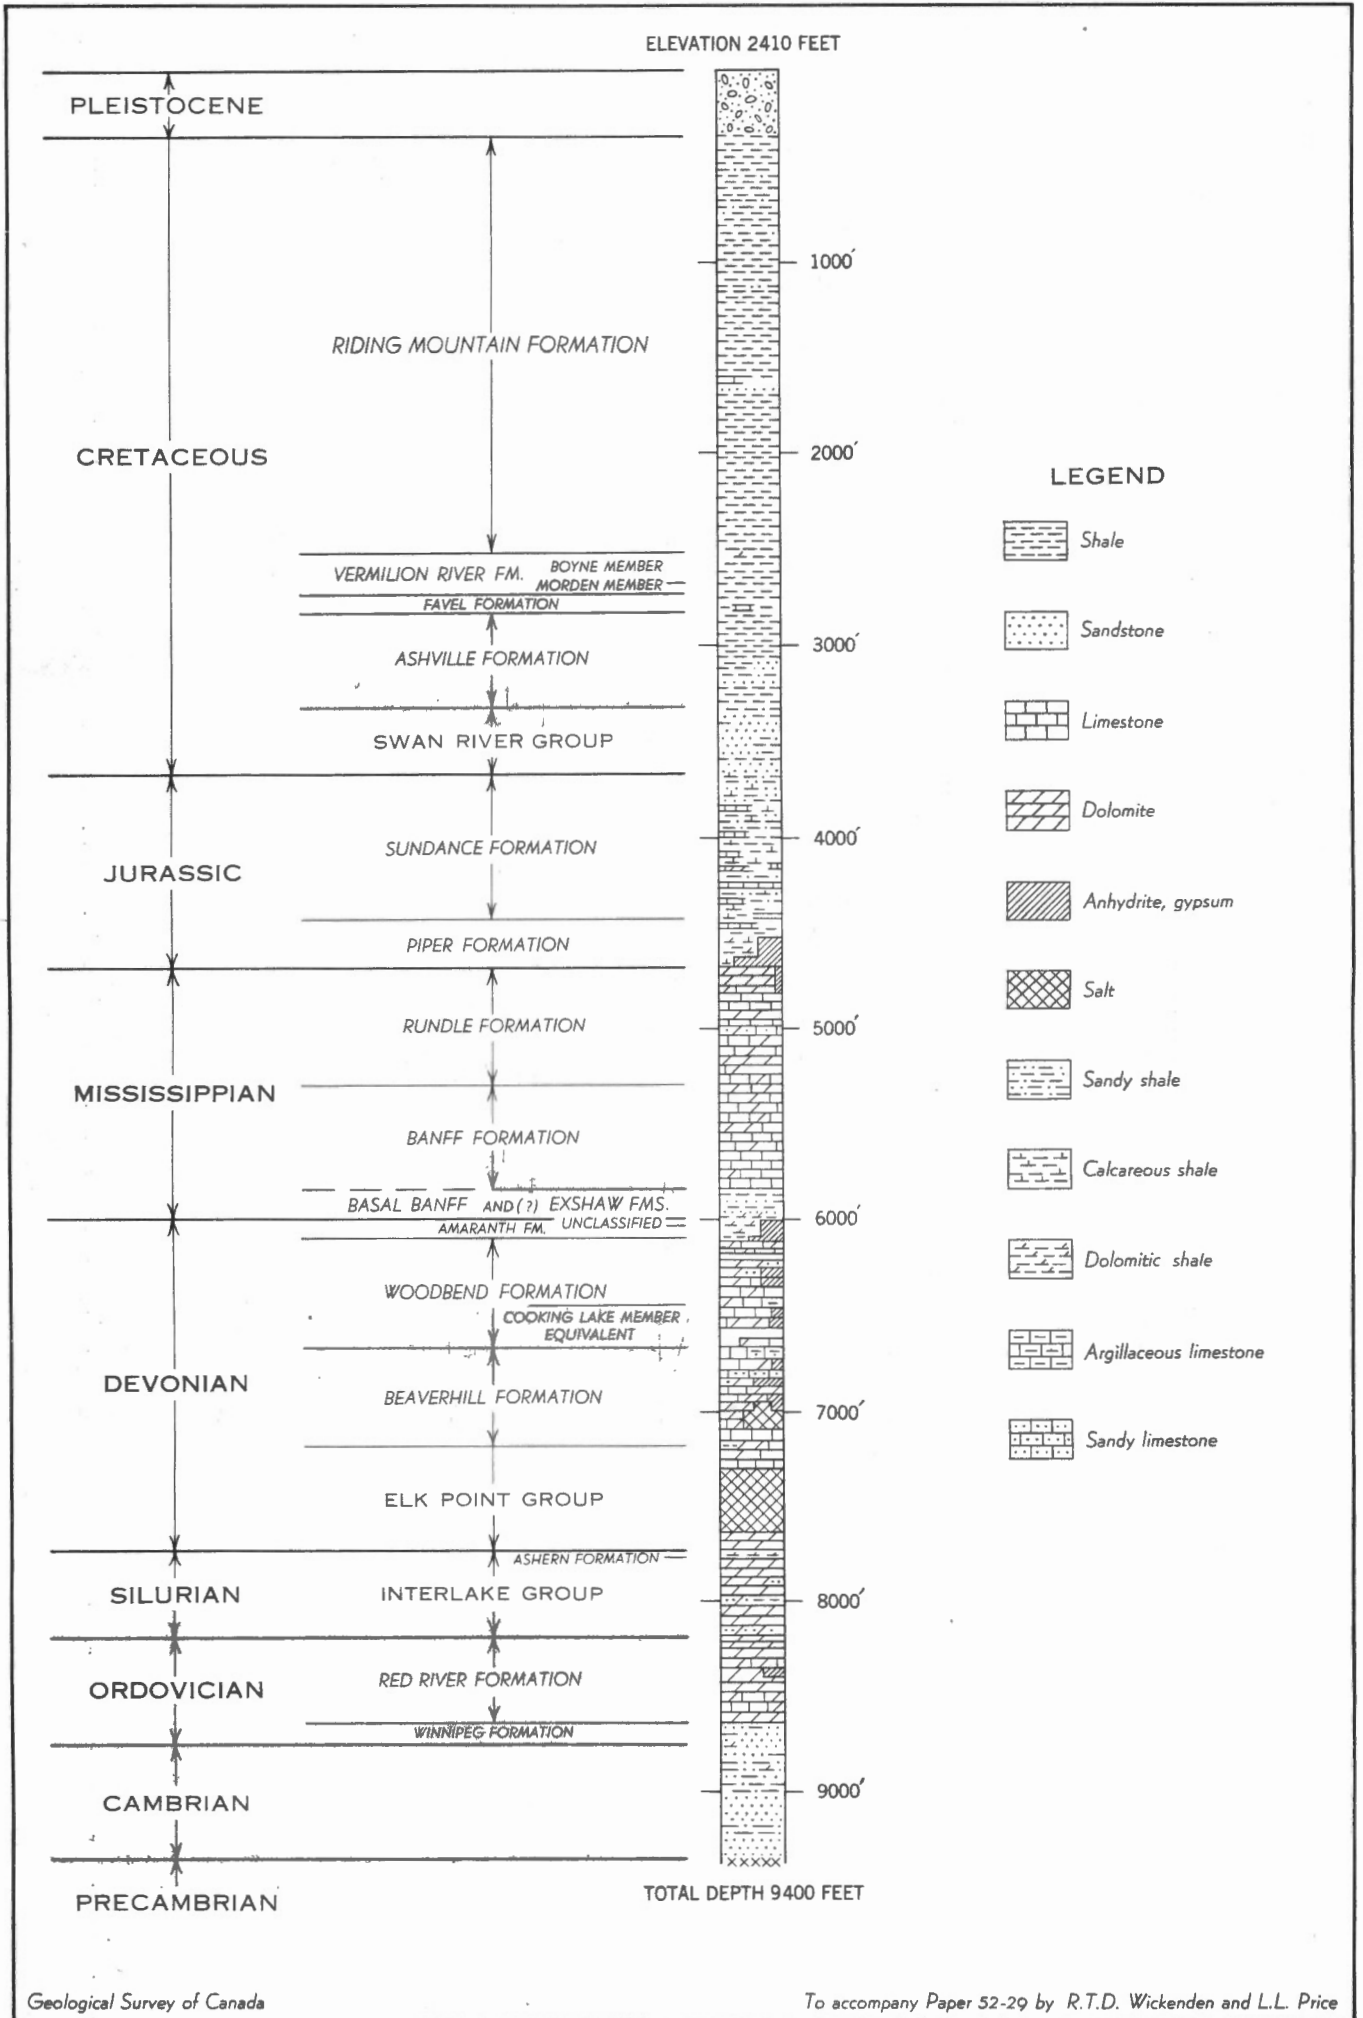 ELEVATION 2410 FEET
PLEISTOCENE
1000′
RIDING MOUNTAIN FORMATION
CRETACEOUS
2000′
VERMILION RIVER FM.
BOYNE MEMBER
MORDEN MEMBER
FAVEL FORMATION
3000′
ASHVILLE FORMATION
SWAN RIVER GROUP
4000′
SUNDANCE FORMATION
JURASSIC
PIPER FORMATION
5000′
RUNDLE FORMATION
MISSISSIPPIAN
BANFF FORMATION
BASAL BANFF AND (?) EXSHAW FMS.
6000′
AMARANTH FM.
UNCLASSIFIED
WOODBEND FORMATION
COOKING LAKE MEMBER
EQUIVALENT
DEVONIAN
BEAVERHILL FORMATION
7000′
ELK POINT GROUP
ASHERN FORMATION
SILURIAN
INTERLAKE GROUP
8000′
RED RIVER FORMATION
ORDOVICIAN
WINNIPEG FORMATION
9000′
CAMBRIAN
TOTAL DEPTH 9400 FEET
PRECAMBRIAN
LEGEND
Shale
Sandstone
Limestone
Dolomite
Anhydrite, gypsum
Salt
Sandy shale
Calcareous shale
Dolomitic shale
Argillaceous limestone
Sandy limestone
Geological Survey of Canada
To accompany Paper 52-29 by R.T.D. Wickenden and L.L. Price